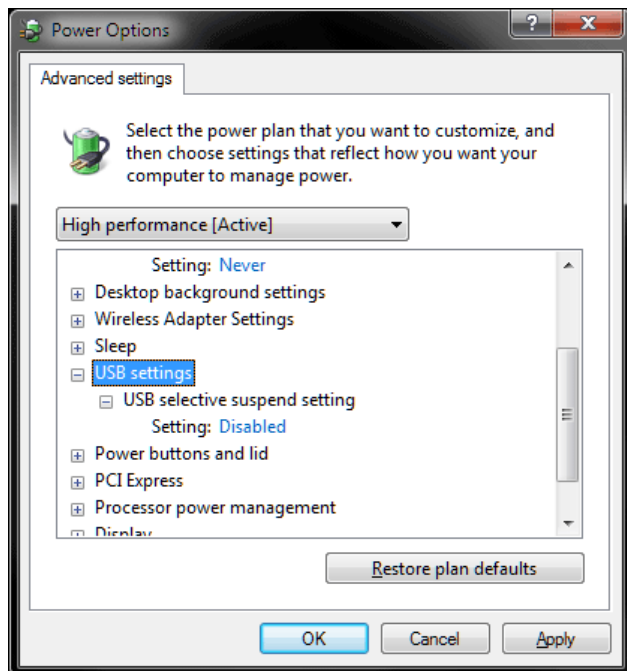 Power Options
Advanced settings
Select the power plan that you want to customize, and
then choose settings that reflect how you want your
computer to manage power.
High performance [Active]
Setting: Never
Desktop background settings
Wireless Adapter Settings
Sleep
USB settings
USB selective suspend setting
Setting: Disabled
Power buttons and lid
PCI Express
Processor power management
Display
Restore plan defaults
OK Cancel Apply